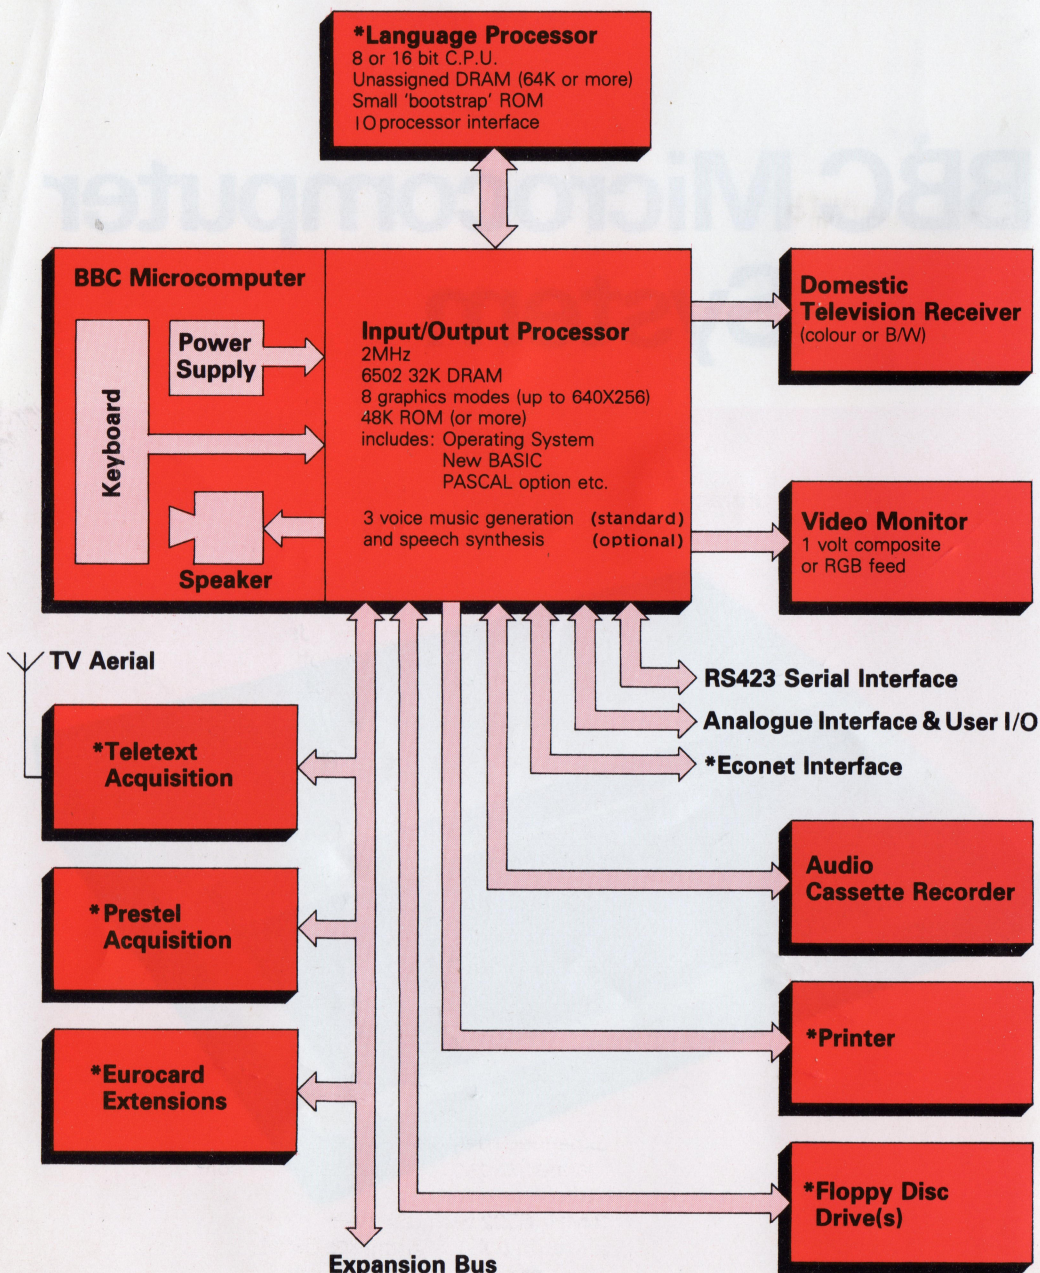 *Language Processor
8 or 16 bit C.P.U.
Unassigned DRAM (64K or more)
Small 'bootstrap' ROM
IO processor interface
BBC Microcomputer
System
BBC Microcomputer
Keyboard
Power
Supply
Speaker
Input/Output Processor
2MHz
6502 32K DRAM
8 graphics modes (up to 640X256)
48K ROM (or more)
includes: Operating System
New BASIC
PASCAL option etc.
3 voice music generation (standard)
and speech synthesis (optional)
Domestic
Television Receiver
(colour or B/W)
Video Monitor
1 volt composite
or RGB feed
TV Aerial
RS423 Serial Interface
Analogue Interface & User I/O
*Econet Interface
*Teletext
Acquisition
*Prestel
Acquisition
*Eurocard
Extensions
Audio
Cassette Recorder
*Printer
*Floppy Disc
Drive(s)
Expansion Bus